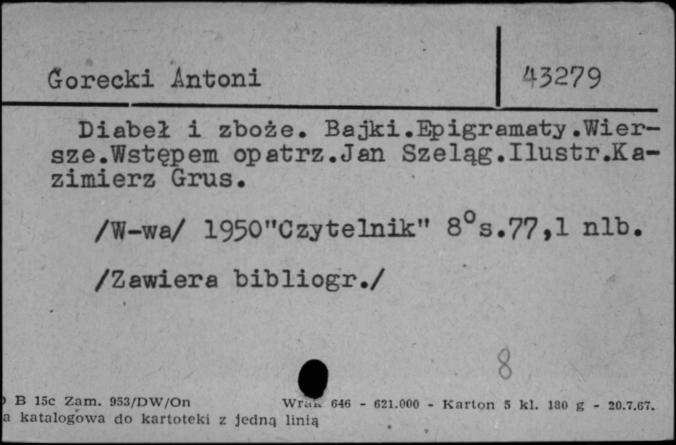 Gorecki Antoni
43279
Diabeł i zboże. Bajki.Epigramaty.Wier-
sze.Wstępem opatrz.Jan Szeląg.Ilustr.Ka-
zimierz Grus.
/W-wa/ 1950"Czytelnik" 8°s.77,1 nlb.
/Zawiera bibliogr./
8
B 15c Zam. 953/DW/On 646 - 621.000 - Karton 5 kl. 180 g - 20.7.67.
a katalogowa do kartoteki z jedną linią